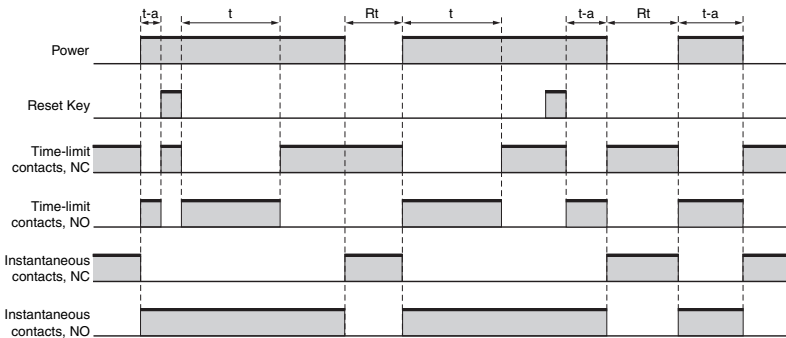 t-a t Rt t t-a Rt t-a
Power
Reset Key
Time-limit
contacts, NC
Time-limit
contacts, NO
Instantaneous
contacts, NC
Instantaneous
contacts, NO